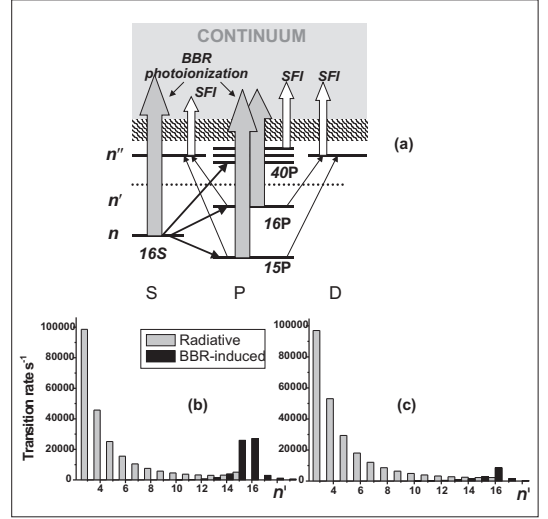 CONTINUUM
BBR
photoionization
SFI
SFI
SFI
(a)
n″
40P
n′
16P
n
16S
15P
S P D
Transition rate s⁻¹
100000
80000
60000
40000
20000
0
4 6 8 10 12 14 16 n'
(b)
Radiative
BBR-induced
100000
80000
60000
40000
20000
0
4 6 8 10 12 14 16 n'
(c)